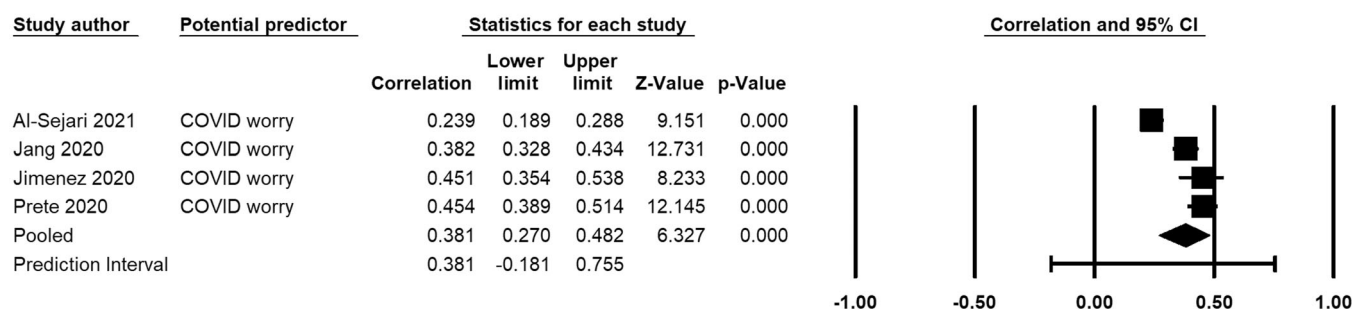 Study author Potential predictor Statistics for each study Correlation and 95% CI
Lower Upper
Correlation limit limit Z-Value p-Value
Al-Sejari 2021 COVID worry 0.239 0.189 0.288 9.151 0.000
Jang 2020 COVID worry 0.382 0.328 0.434 12.731 0.000
Jimenez 2020 COVID worry 0.451 0.354 0.538 8.233 0.000
Prete 2020 COVID worry 0.454 0.389 0.514 12.145 0.000
Pooled 0.381 0.270 0.482 6.327 0.000
Prediction Interval 0.381 -0.181 0.755
-1.00 -0.50 0.00 0.50 1.00